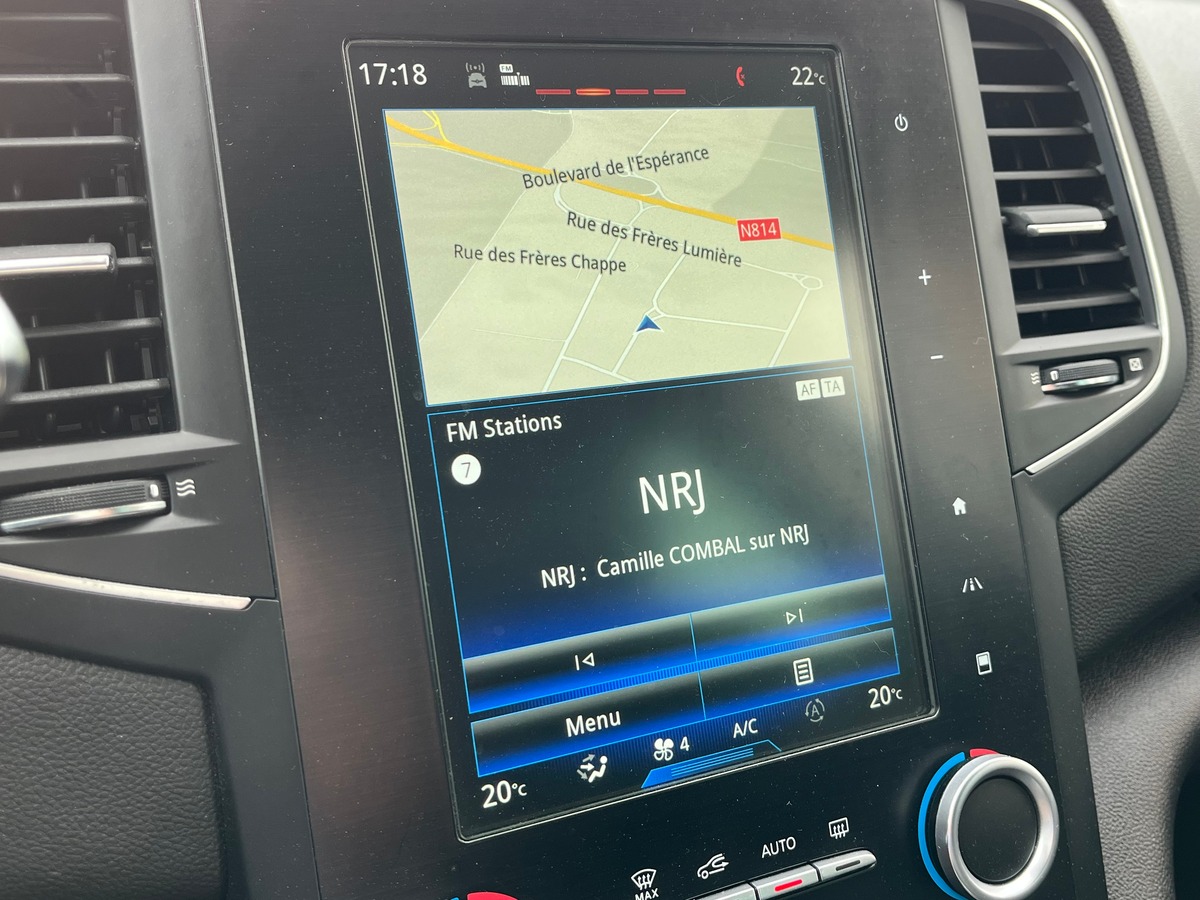 17:18
FM
22°C
Boulevard de l'Espérance
Rue des Frères Lumière
N814
Rue des Frères Chappe
AF TA
FM Stations
7
NRJ
NRJ : Camille COMBAL sur NRJ
Menu
20°C
4
A/C
A
20°C
MAX
AUTO